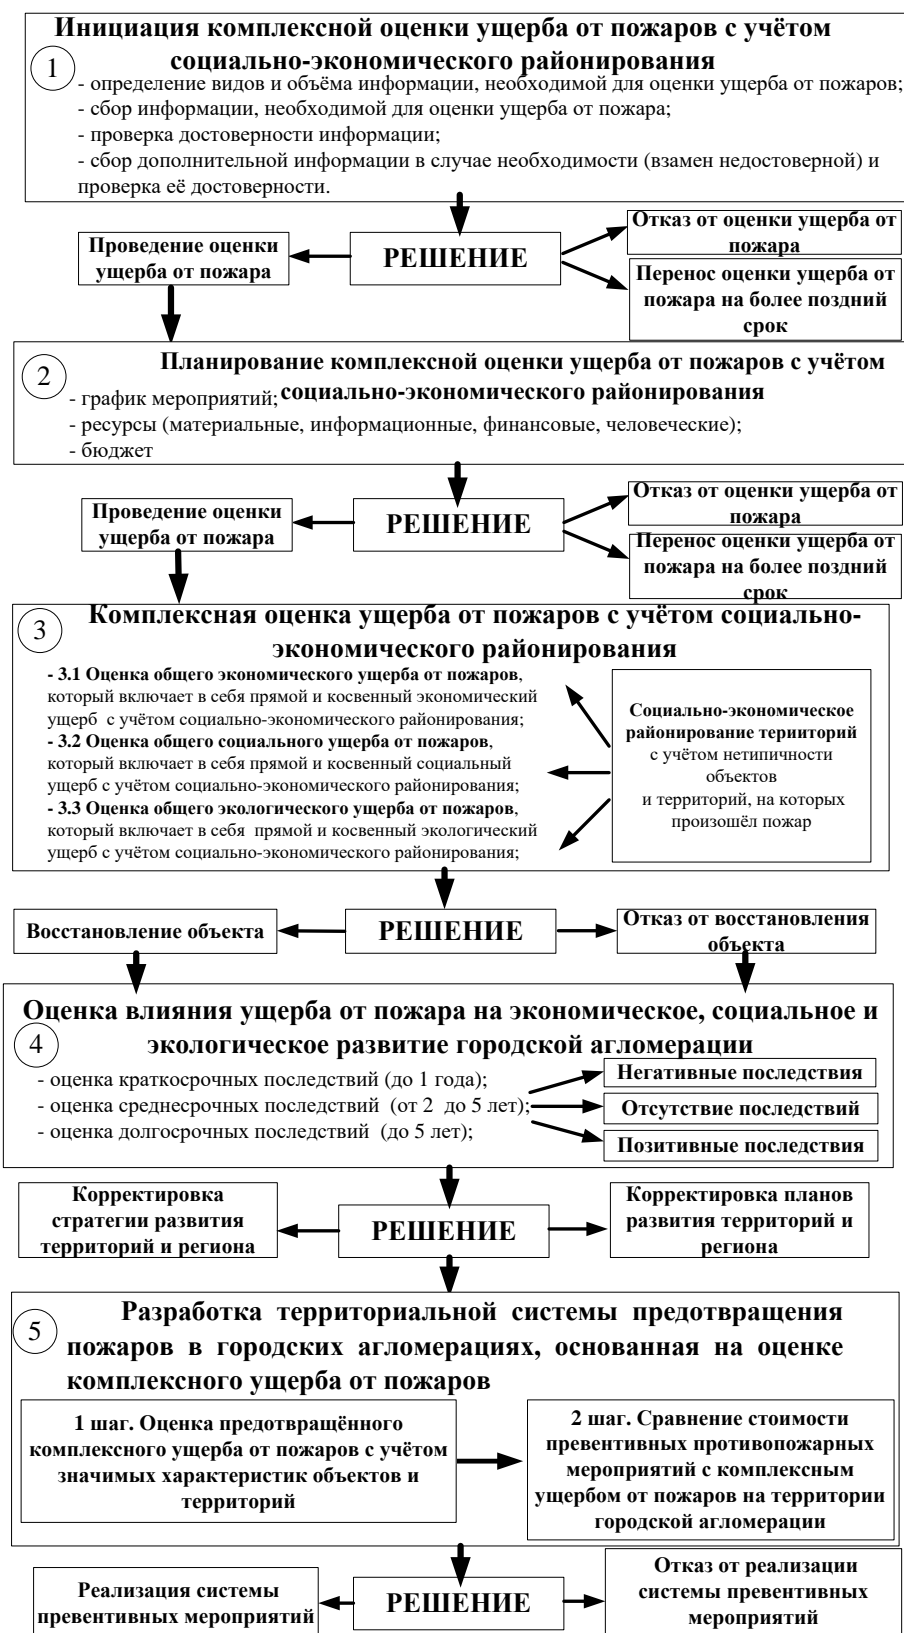 Инициация комплексной оценки ущерба от пожаров с учётом
социально-экономического районирования
1
- определение видов и объёма информации, необходимой для оценки ущерба от пожаров;
- сбор информации, необходимой для оценки ущерба от пожара;
- проверка достоверности информации;
- сбор дополнительной информации в случае необходимости (взамен недостоверной) и
проверка её достоверности.
Проведение оценки
ущерба от пожара
РЕШЕНИЕ
Отказ от оценки ущерба от
пожара
Перенос оценки ущерба от
пожара на более поздний
срок
2
Планирование комплексной оценки ущерба от пожаров с учётом
социально-экономического районирования
- график мероприятий;
- ресурсы (материальные, информационные, финансовые, человеческие);
- бюджет
Проведение оценки
ущерба от пожара
РЕШЕНИЕ
Отказ от оценки ущерба от
пожара
Перенос оценки ущерба от
пожара на более поздний
срок
3
Комплексная оценка ущерба от пожаров с учётом социально-
экономического районирования
- 3.1 Оценка общего экономического ущерба от пожаров,
который включает в себя прямой и косвенный экономический
ущерб с учётом социально-экономического районирования;
- 3.2 Оценка общего социального ущерба от пожаров,
который включает в себя прямой и косвенный социальный
ущерб с учётом социально-экономического районирования;
- 3.3 Оценка общего экологического ущерба от пожаров,
который включает в себя прямой и косвенный экологический
ущерб с учётом социально-экономического районирования;
Социально-экономическое
районирование терииторий
с учётом нетипичности
объектов
и территорий, на которых
произошёл пожар
Восстановление объекта
РЕШЕНИЕ
Отказ от восстановления
объекта
Оценка влияния ущерба от пожара на экономическое, социальное и
экологическое развитие городской агломерации
4
- оценка краткосрочных последствий (до 1 года);
- оценка среднесрочных последствий (от 2 до 5 лет);
- оценка долгосрочных последствий (до 5 лет);
Негативные последствия
Отсутствие последствий
Позитивные последствия
Корректировка
стратегии развития
территорий и региона
РЕШЕНИЕ
Корректировка планов
развития территорий и
региона
5
Разработка территориальной системы предотвращения
пожаров в городских агломерациях, основанная на оценке
комплексного ущерба от пожаров
1 шаг. Оценка предотвращённого
комплексного ущерба от пожаров с учётом
значимых характеристик объектов и
территорий
2 шаг. Сравнение стоимости
превентивных противопожарных
мероприятий с комплексным
ущербом от пожаров на территории
городской агломерации
Реализация системы
превентивных мероприятий
РЕШЕНИЕ
Отказ от реализации
системы превентивных
мероприятий